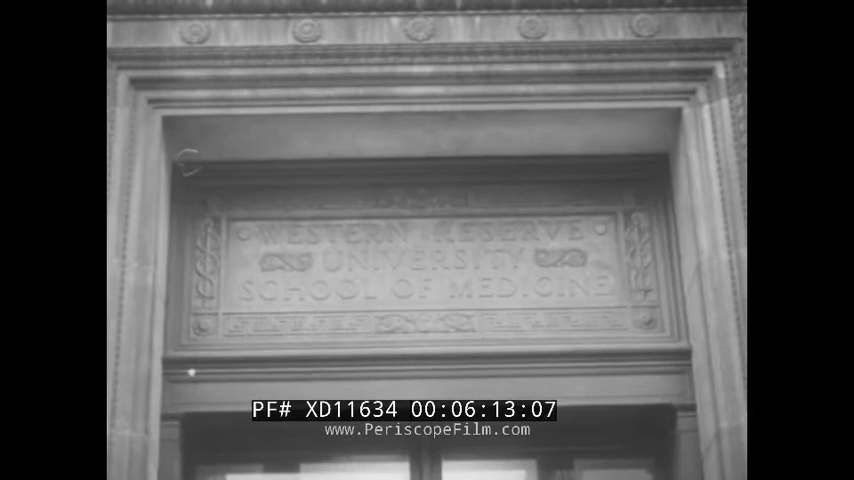 WESTERN RESERVE
UNIVERSITY
SCHOOL OF MEDICINE
PF# XD11634 00:06:13:07
www.PeriscopeFilm.com